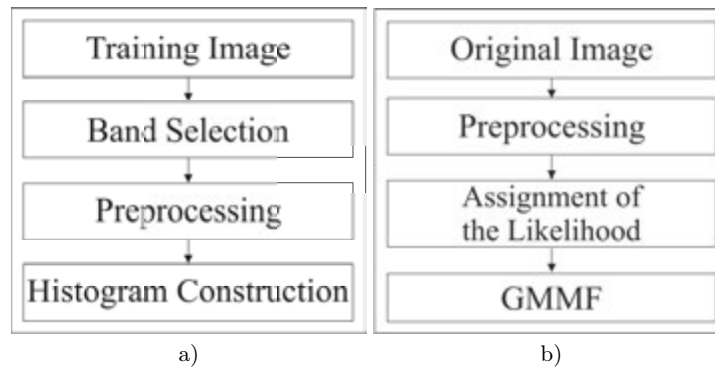 Training Image
Band Selection
Preprocessing
Histogram Construction
a)
Original Image
Preprocessing
Assignment of
the Likelihood
GMMF
b)